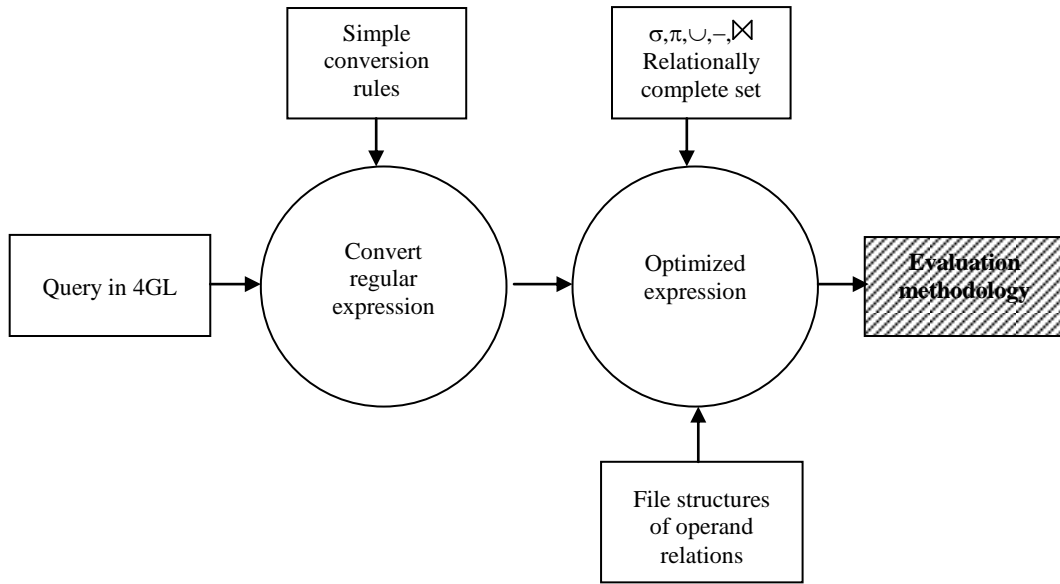 Simple
conversion
rules
σ,π,∪,–,⋈
Relationally
complete set
Query in 4GL
Convert
regular
expression
Optimized
expression
Evaluation
methodology
File structures
of operand
relations